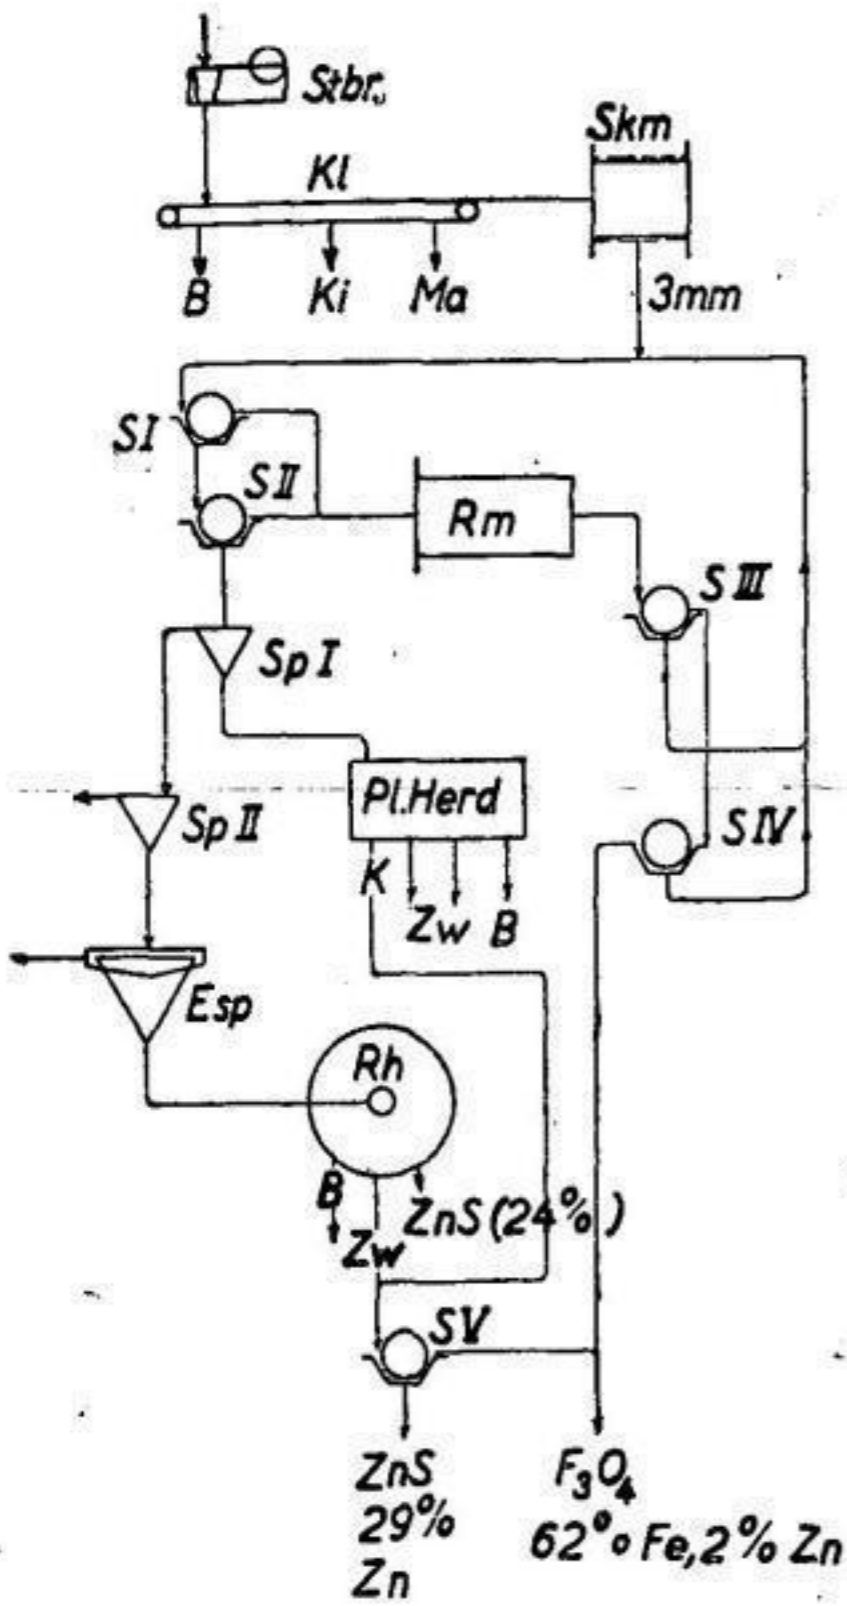 Stbr.
Skm
Kl
B Ki Ma 3mm
SI
SII
Rm
SIII
SpI
Pl.Herd
SpII
SIV
K
Zw B
Esp
Rh
B
ZnS (24%)
Zw
SV
ZnS
29%
Zn
F₃O₄
62% Fe, 2% Zn